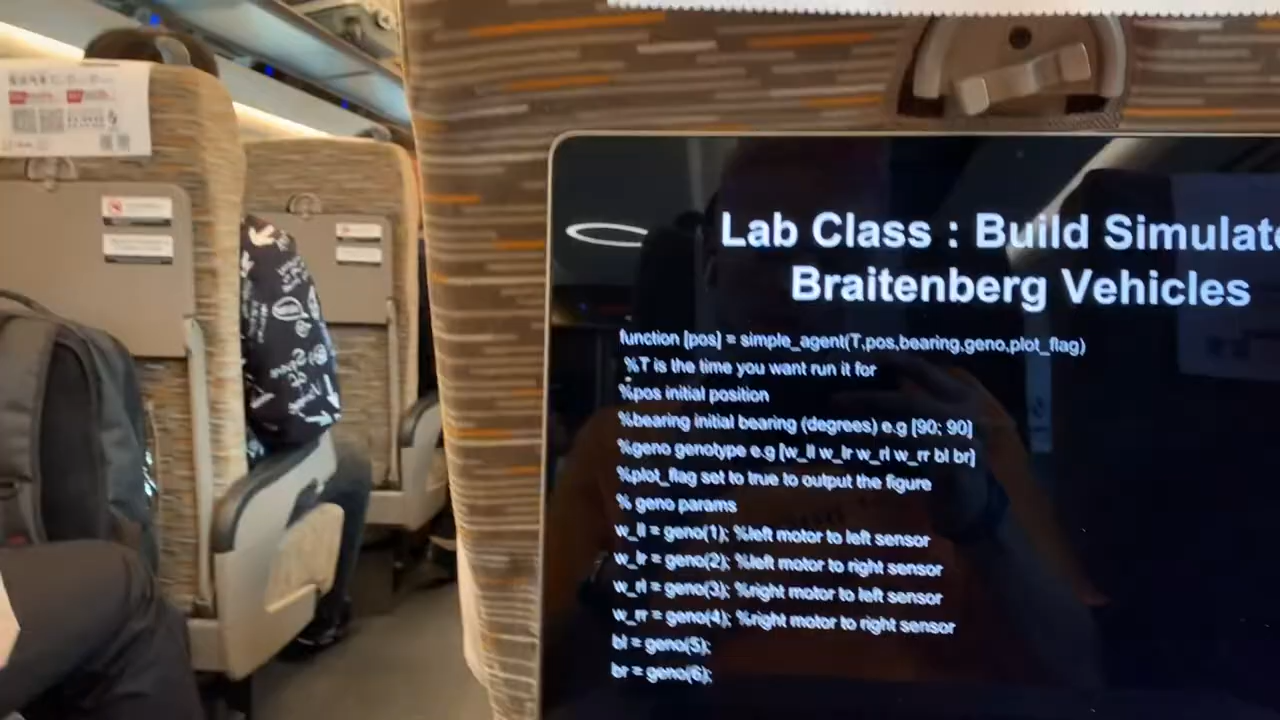 Lab Class : Build Simulate
Braitenberg Vehicles
function [pos] = simple_agent(T,pos,bearing,geno,plot_flag)
%T is the time you want run it for
%pos initial position
%bearing initial bearing (degrees) e.g [90; 90]
%geno genotype e.g [w_ll w_lr w_rl w_rr bl br]
%plot_flag set to true to output the figure
% geno params
w_ll = geno(1); %left motor to left sensor
w_lr = geno(2); %left motor to right sensor
w_rl = geno(3); %right motor to left sensor
w_rr = geno(4); %right motor to right sensor
bl = geno(5);
br = geno(6);